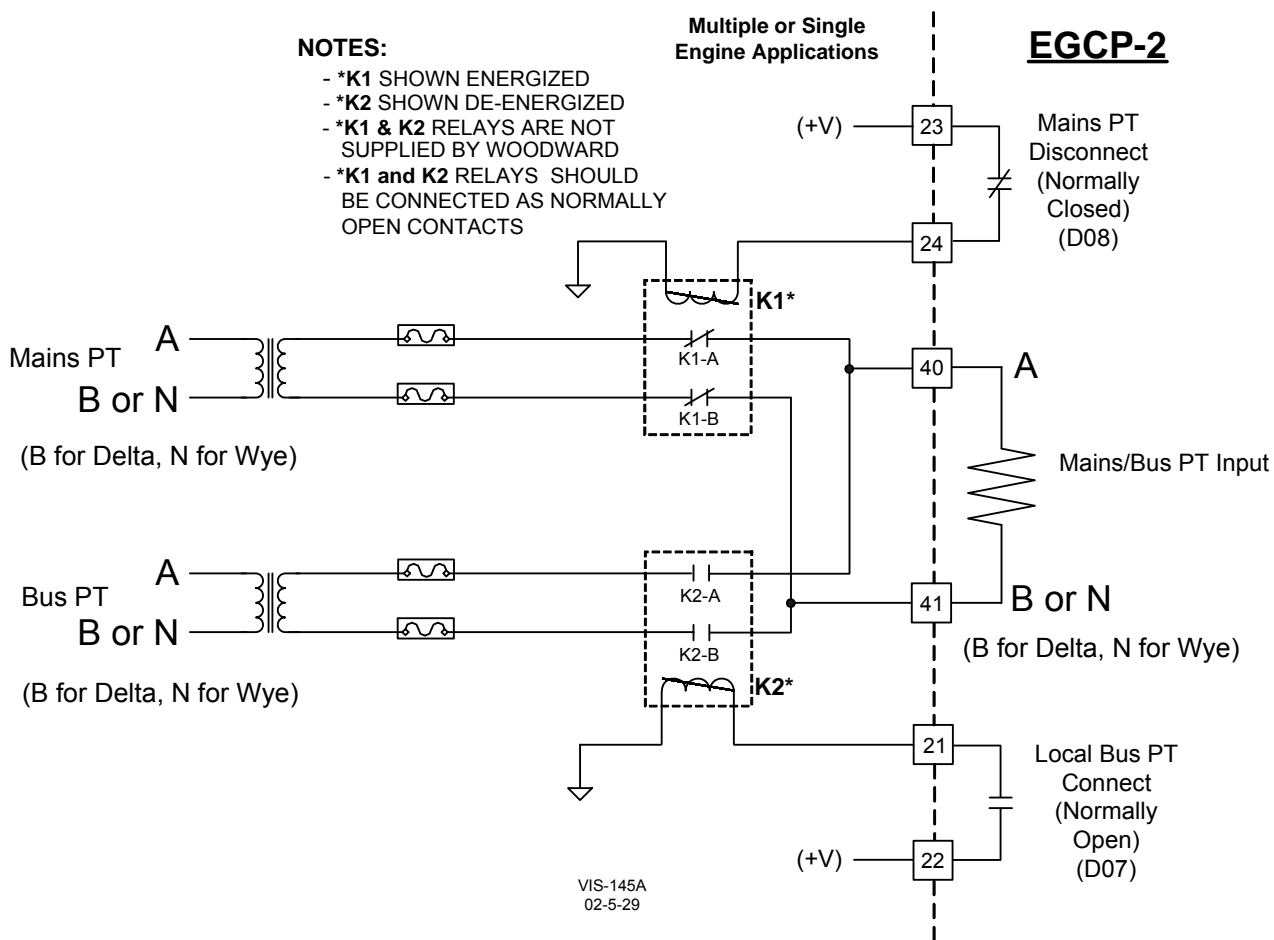 NOTES:
- *K1 SHOWN ENERGIZED
- *K2 SHOWN DE-ENERGIZED
- *K1 & K2 RELAYS ARE NOT
SUPPLIED BY WOODWARD
- *K1 and K2 RELAYS SHOULD
BE CONNECTED AS NORMALLY
OPEN CONTACTS
Multiple or Single
Engine Applications
EGCP-2
(+V)
23
Mains PT
Disconnect
(Normally
Closed)
(D08)
24
K1*
K1-A
K1-B
Mains PT
A
B or N
(B for Delta, N for Wye)
40
A
Mains/Bus PT Input
41
B or N
(B for Delta, N for Wye)
Bus PT
A
B or N
(B for Delta, N for Wye)
K2-A
K2-B
K2*
21
Local Bus PT
Connect
(Normally
Open)
(D07)
(+V)
22
VIS-145A
02-5-29